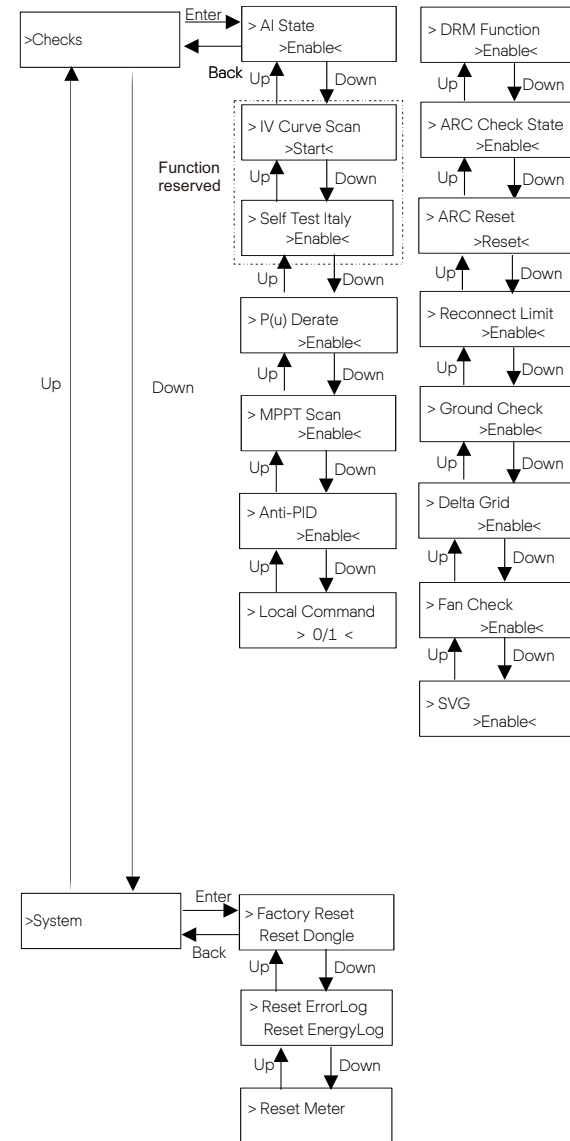 >Checks
Enter
Back
> AI State
>Enable<
Up
Down
Function
reserved
> IV Curve Scan
>Start<
Up
Down
> Self Test Italy
>Enable<
Up
Down
> P(u) Derate
>Enable<
Up
Down
> MPPT Scan
>Enable<
Up
Down
> Anti-PID
>Enable<
Up
Down
> Local Command
> 0/1 <
> DRM Function
>Enable<
Up
Down
> ARC Check State
>Enable<
Up
Down
> ARC Reset
>Reset<
Up
Down
> Reconnect Limit
>Enable<
Up
Down
> Ground Check
>Enable<
Up
Down
> Delta Grid
>Enable<
Up
Down
> Fan Check
>Enable<
Up
Down
> SVG
>Enable<
Up
Down
>System
Enter
Back
> Factory Reset
Reset Dongle
Up
Down
> Reset ErrorLog
Reset EnergyLog
Up
Down
> Reset Meter